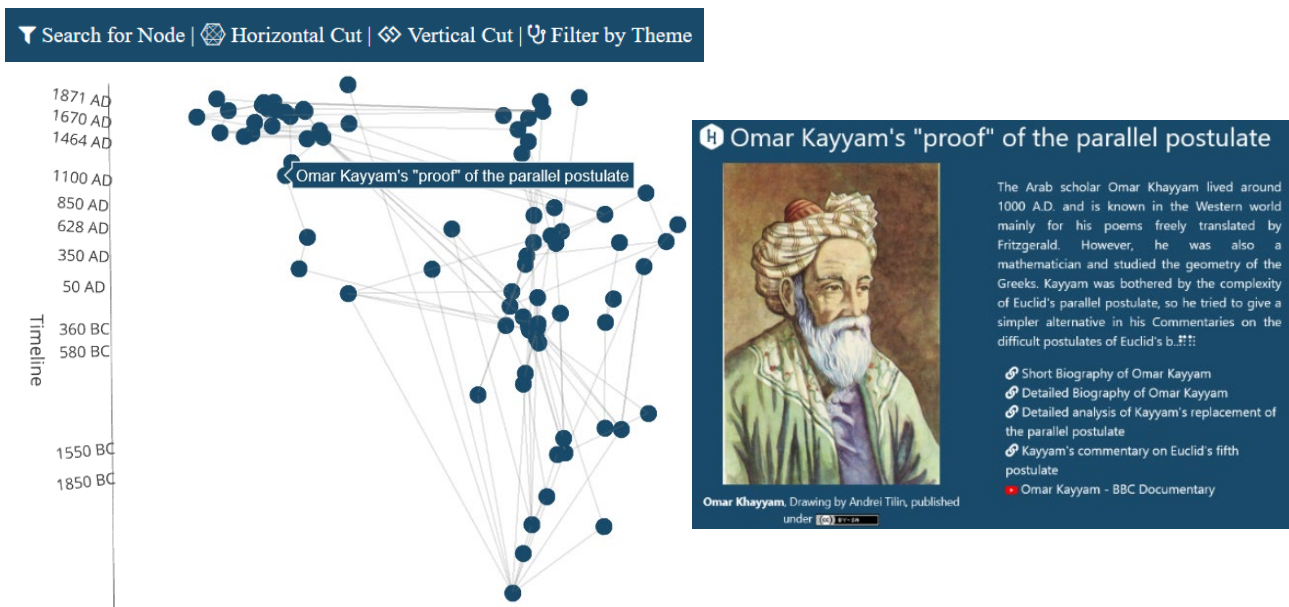 Search for Node | Horizontal Cut | Vertical Cut | Filter by Theme
1871 AD
1670 AD
1464 AD
1100 AD
850 AD
628 AD
350 AD
50 AD
360 BC
580 BC
1550 BC
1850 BC
Timeline
Omar Kayyam's "proof" of the parallel postulate
H Omar Kayyam's "proof" of the parallel postulate
The Arab scholar Omar Khayyam lived around
1000 A.D. and is known in the Western world
mainly for his poems freely translated by
Fritzgerald. However, he was also a
mathematician and studied the geometry of the
Greeks. Kayyam was bothered by the complexity
of Euclid's parallel postulate, so he tried to give a
simpler alternative in his Commentaries on the
difficult postulates of Euclid's b..
Short Biography of Omar Kayyam
Detailed Biography of Omar Kayyam
Detailed analysis of Kayyam's replacement of
the parallel postulate
Kayyam's commentary on Euclid's fifth
postulate
Omar Kayyam - BBC Documentary
Omar Khayyam, Drawing by Andrei Tilin, published
under (cc) BY-SA